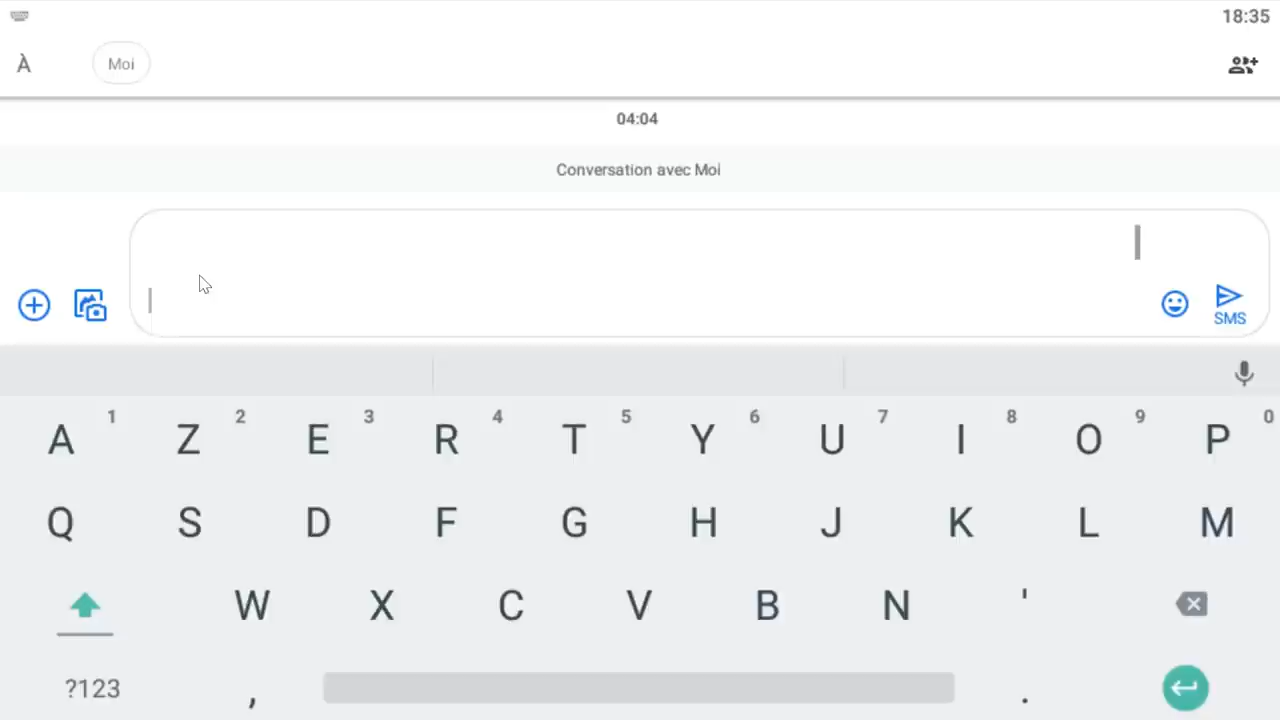 18:35
À Moi
04:04
Conversation avec Moi
SMS
A 1 Z 2 E 3 R 4 T 5 Y 6 U 7 I 8 O 9 P 0
Q S D F G H J K L M
W X C V B N '
?123 , .